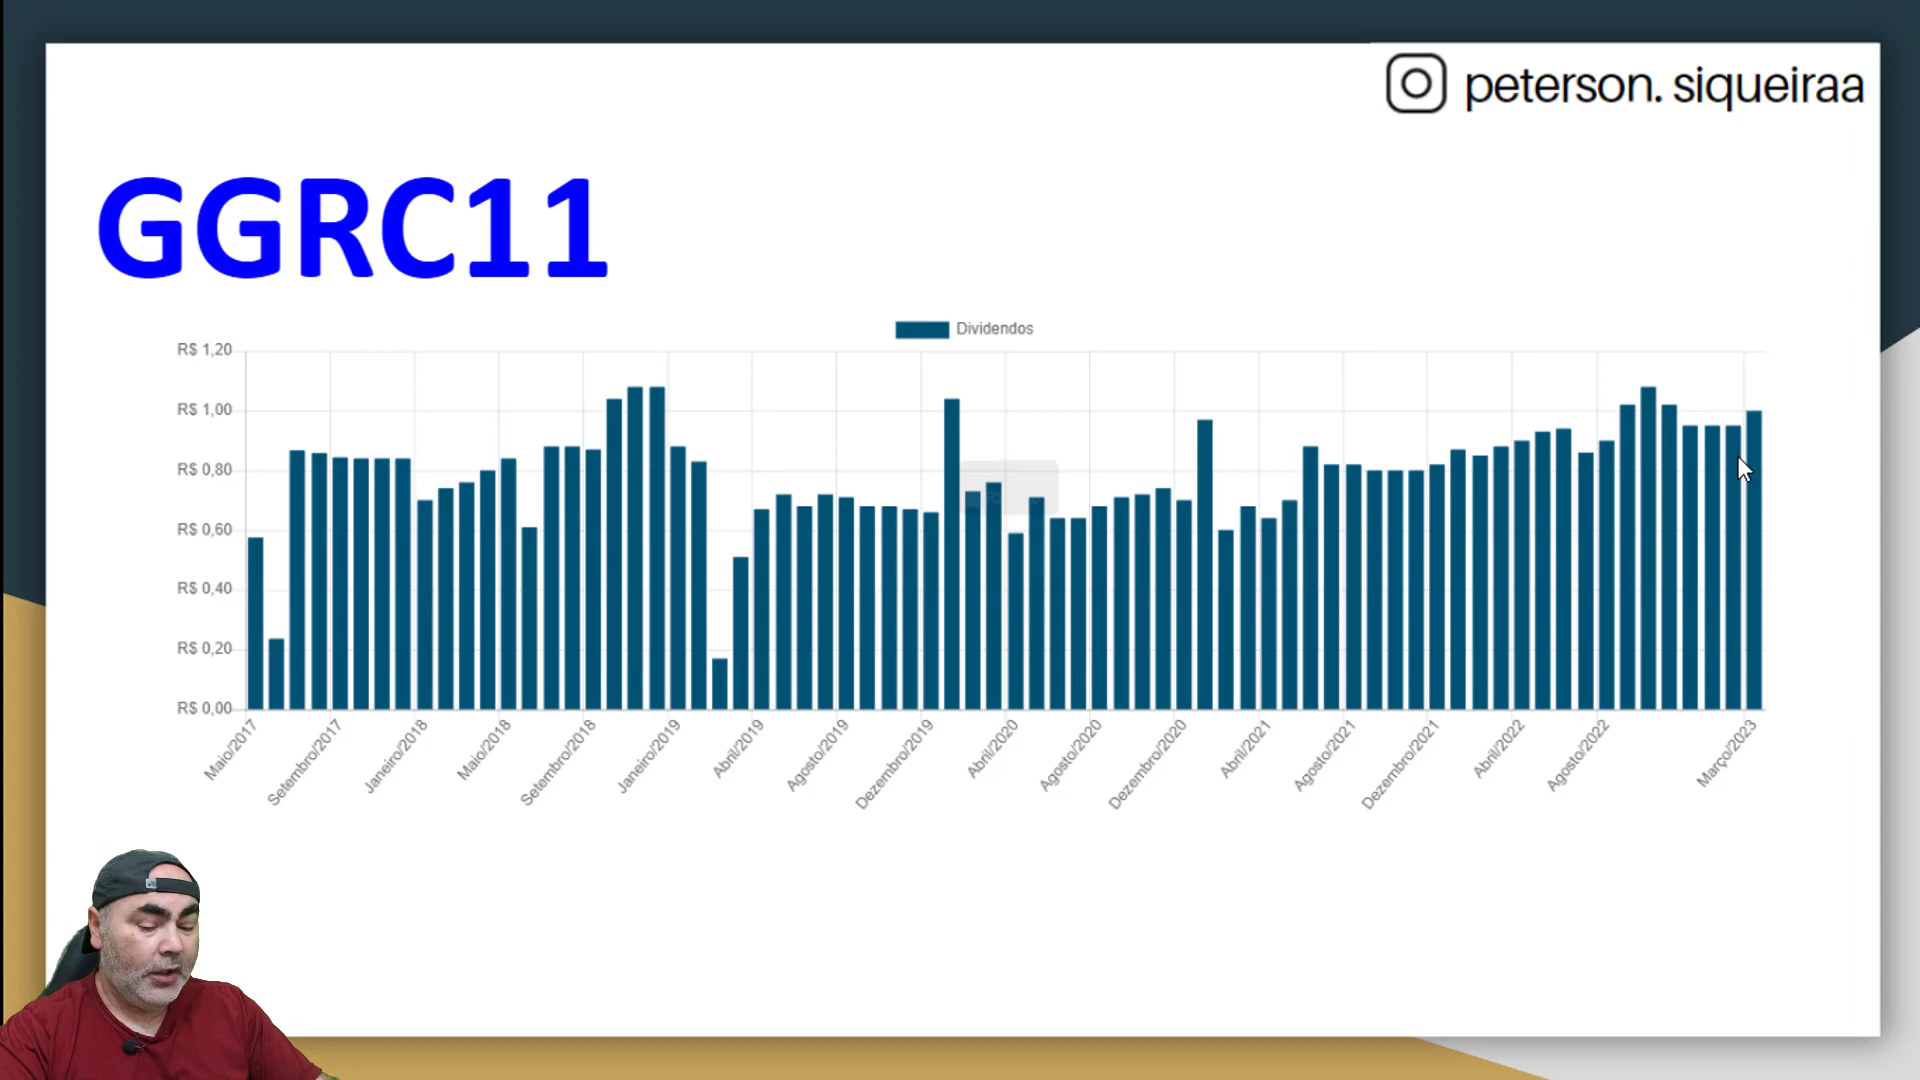 peterson. siqueiraa
GGRC11
Dividendos
R$ 1,20
R$ 1,00
R$ 0,80
R$ 0,60
R$ 0,40
R$ 0,20
R$ 0,00
Maio/2017
Setembro/2017
Janeiro/2018
Maio/2018
Setembro/2018
Janeiro/2019
Abril/2019
Agosto/2019
Dezembro/2019
Abril/2020
Agosto/2020
Dezembro/2020
Abril/2021
Agosto/2021
Dezembro/2021
Abril/2022
Agosto/2022
Março/2023